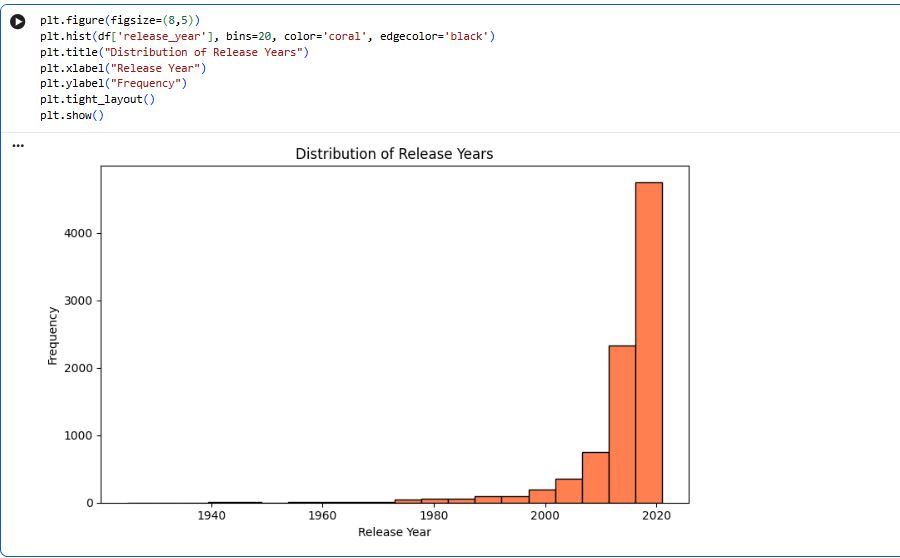 plt.figure(figsize=(8,5))
plt.hist(df['release_year'], bins=20, color='coral', edgecolor='black')
plt.title("Distribution of Release Years")
plt.xlabel("Release Year")
plt.ylabel("Frequency")
plt.tight_layout()
plt.show()
...
Distribution of Release Years
Frequency
4000
3000
2000
1000
0
1940 1960 1980 2000 2020
Release Year